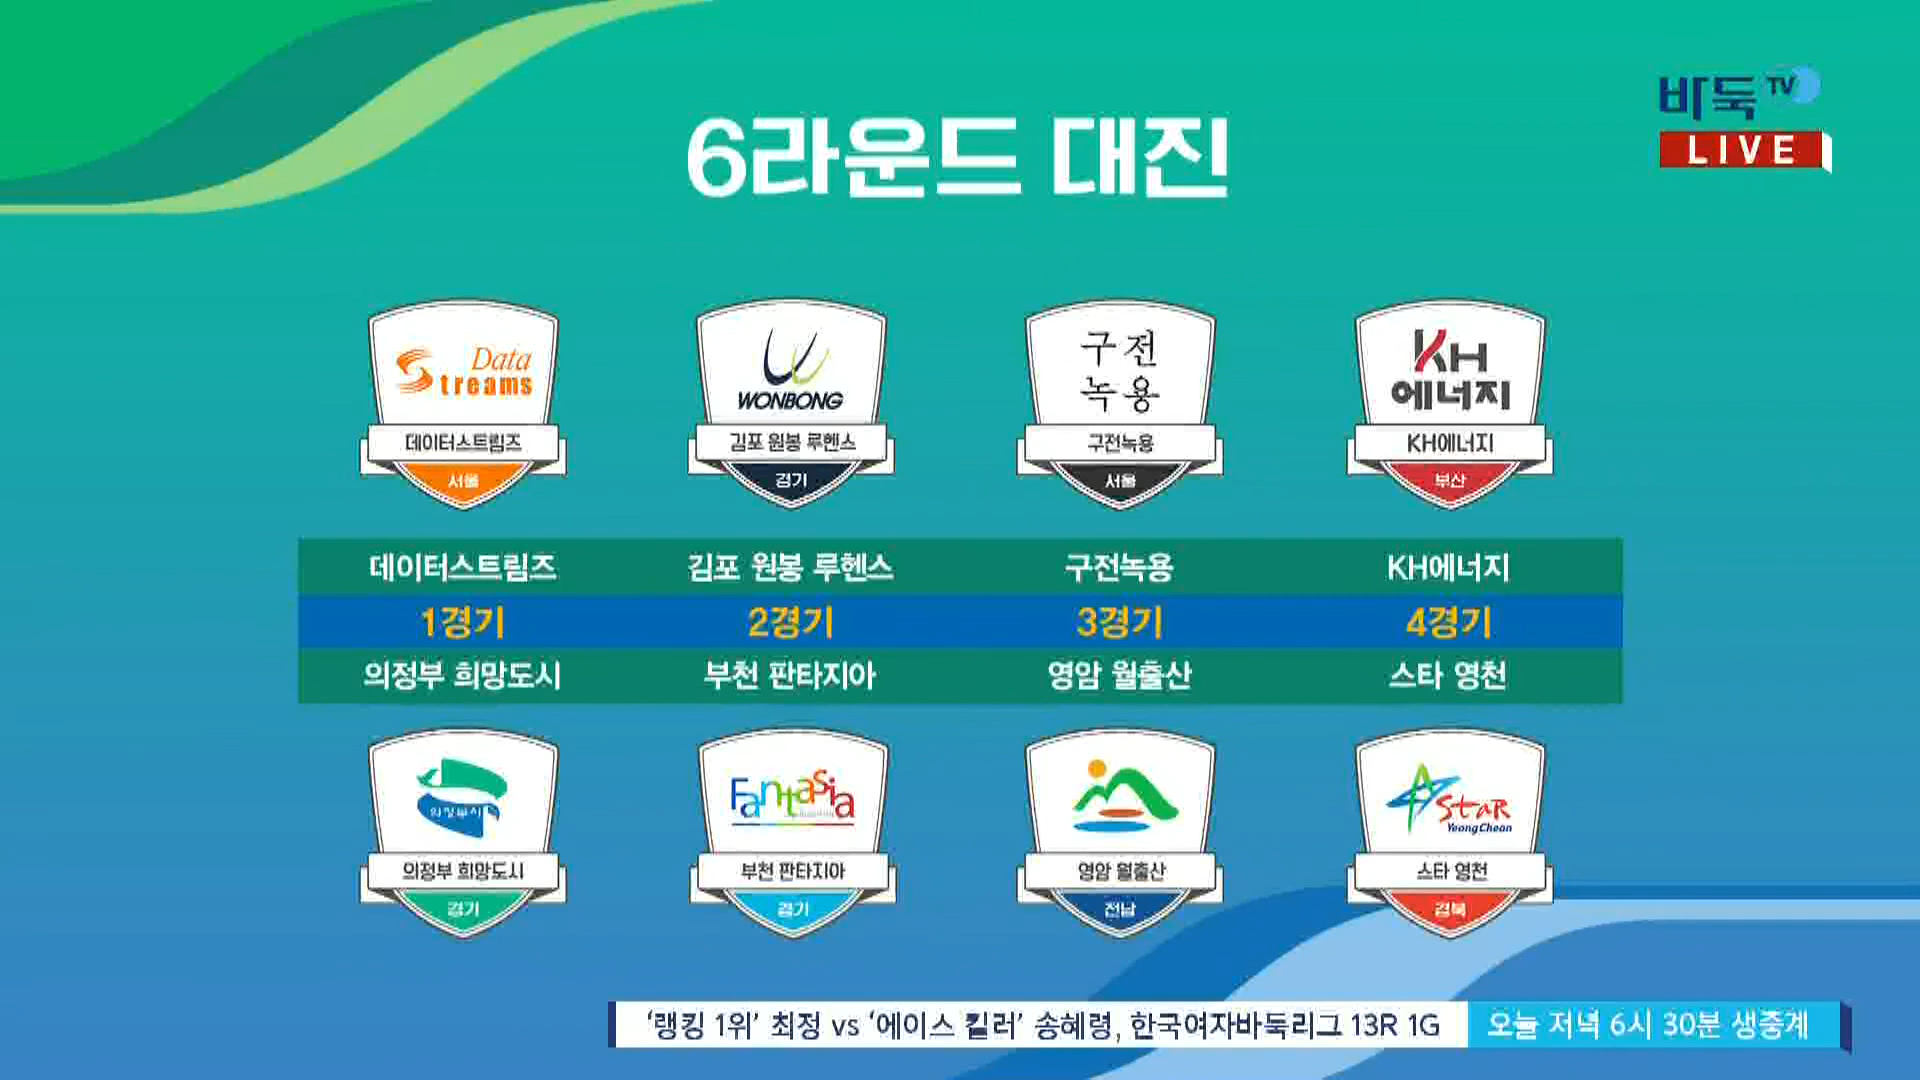 바둑TV
LIVE
6라운드 대진
Data
Streams
데이터스트림즈
서울
WONBONG
김포 원봉 루헨스
경기
구전
녹용
구전녹용
서울
KH
에너지
KH에너지
부산
데이터스트림즈 김포 원봉 루헨스 구전녹용 KH에너지
1경기 2경기 3경기 4경기
의정부 희망도시 부천 판타지아 영암 월출산 스타 영천
의정부시
의정부 희망도시
경기
Fantasia
부천 판타지아
경기
영암 월출산
전남
STaR
YeongCheon
스타 영천
경북
'랭킹 1위' 최정 vs '에이스 킬러' 송혜령, 한국여자바둑리그 13R 1G 오늘 저녁 6시 30분 생중계